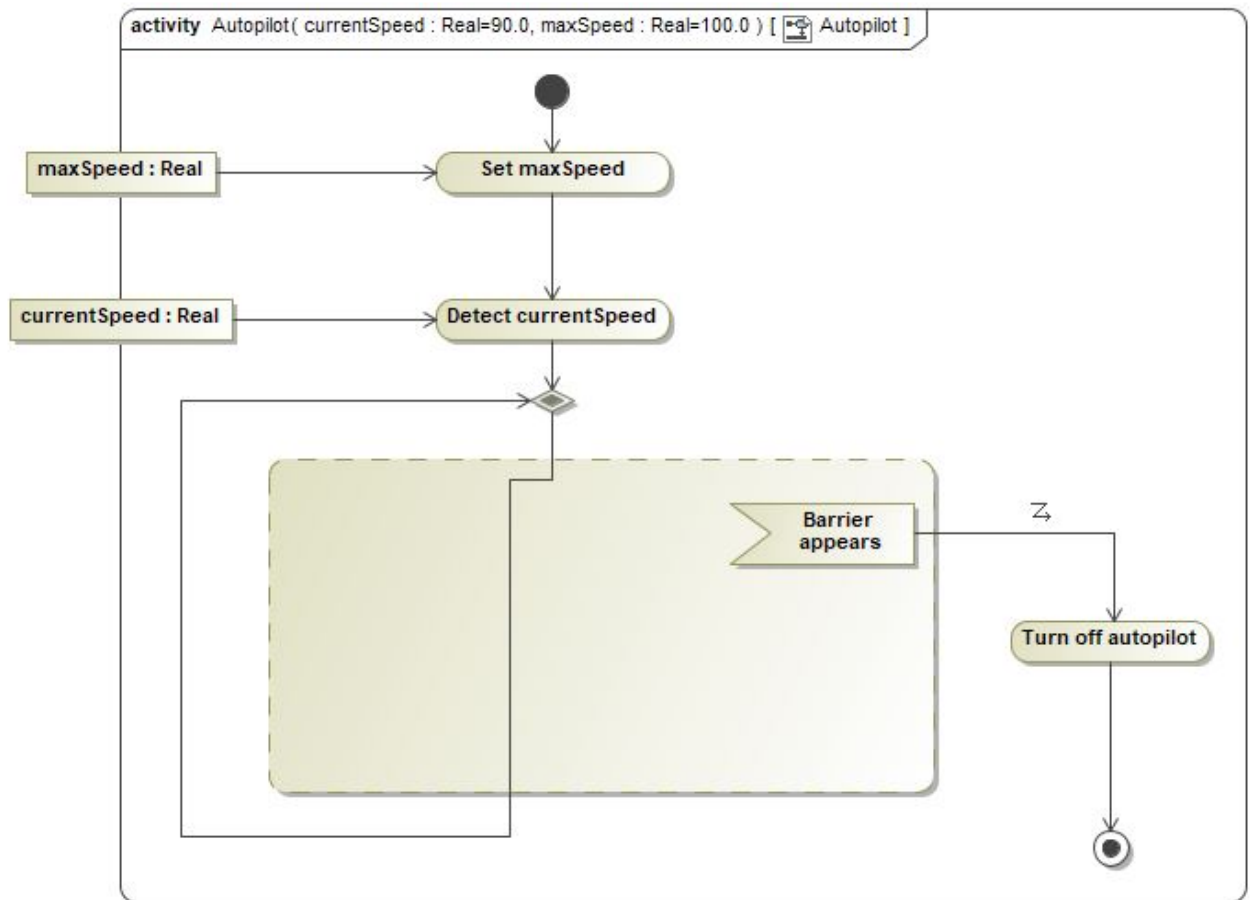 activity Autopilot( currentSpeed : Real=90.0, maxSpeed : Real=100.0 ) [ Autopilot ]
maxSpeed : Real
Set maxSpeed
currentSpeed : Real
Detect currentSpeed
Barrier
appears
Turn off autopilot